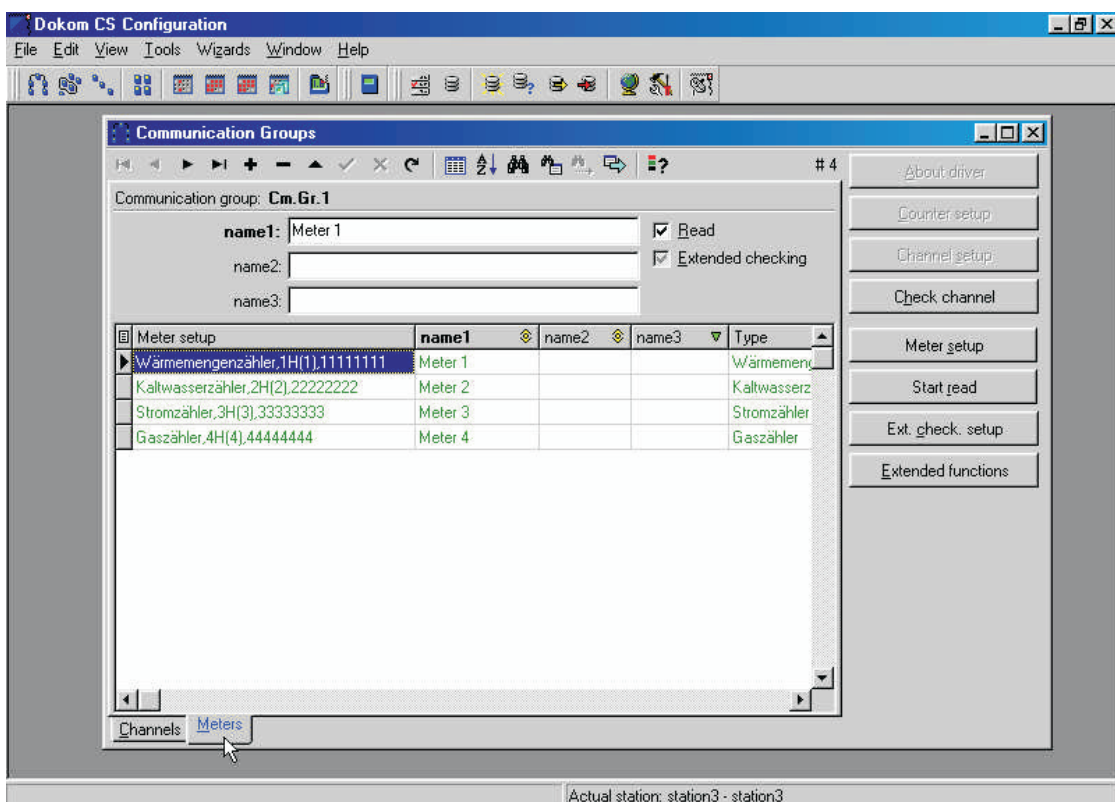 Dokom CS Configuration
File Edit View Tools Wizards Window Help
Communication Groups
#4
Communication group: Cm.Gr.1
name1: Meter 1
name2:
name3:
Read
Extended checking
About driver
Counter setup
Channel setup
Check channel
Meter setup
Start read
Ext. check. setup
Extended functions
Meter setup name1 name2 name3 Type
Wärmemengenzähler,1H(1),11111111 Meter 1 Wärmemeng
Kaltwasserzähler,2H(2),22222222 Meter 2 Kaltwasserz
Stromzähler,3H(3),33333333 Meter 3 Stromzähler
Gaszähler,4H(4),44444444 Meter 4 Gaszähler
Channels Meters
Actual station: station3 - station3